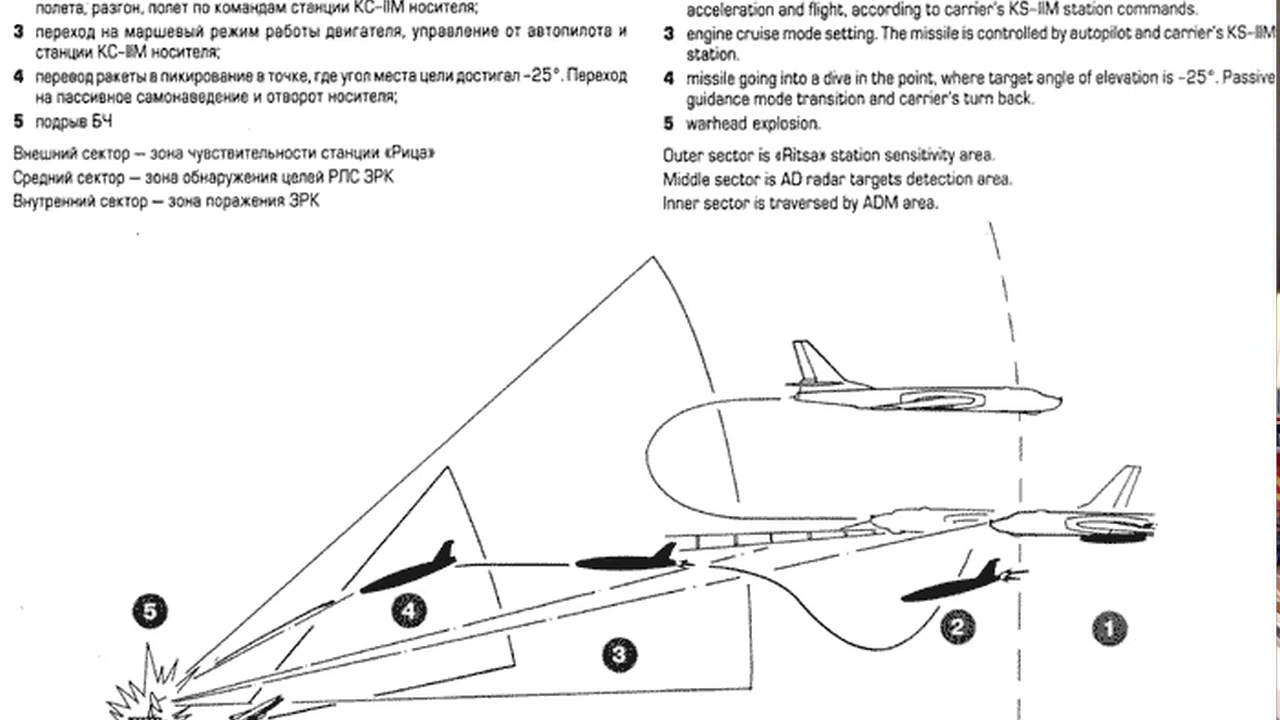 полета, разгон, полет по командам станции КС-IIМ носителя;
3 переход на маршевый режим работы двигателя, управление от автопилота и
станции КС-IIМ носителя;
4 перевод ракеты в пикирование в точке, где угол места цели достигал -25°. Переход
на пассивное самонаведение и отворот носителя;
5 подрыв БЧ
Внешний сектор — зона чувствительности станции «Рица»
Средний сектор — зона обнаружения целей РЛС ЗРК
Внутренний сектор — зона поражения ЗРК
acceleration and flight, according to carrier's KS-IIM station commands.
3 engine cruise mode setting. The missile is controlled by autopilot and carrier's KS-IIM
station.
4 missile going into a dive in the point, where target angle of elevation is -25°. Passive
guidance mode transition and carrier's turn back.
5 warhead explosion.
Outer sector is «Ritsa» station sensitivity area.
Middle sector is AD radar targets detection area.
Inner sector is traversed by ADM area.
5
4
3
2
1